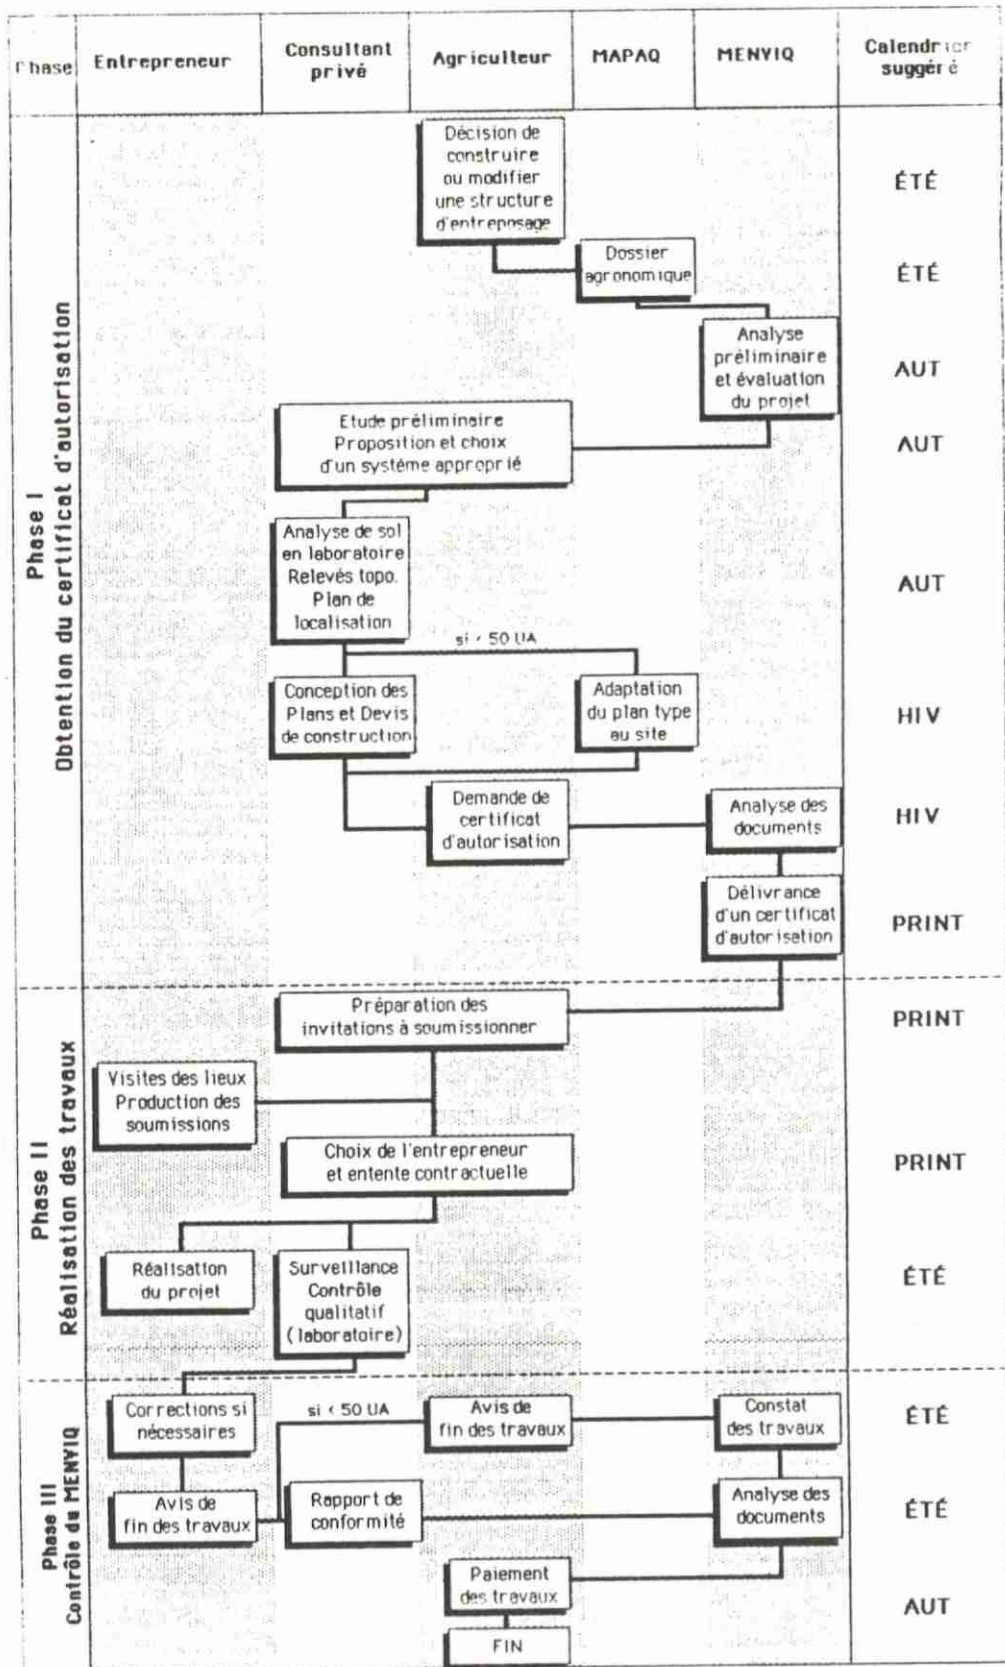 Phase
Entrepreneur
Consultant
privé
Agriculteur
MAPAQ
MENVIQ
Calendrier
suggéré
Phase I
Obtention du certificat d'autorisation
Décision de
construire
ou modifier
une structure
d'entreposage
ÉTÉ
Dossier
agronomique
ÉTÉ
Analyse
préliminaire
et évaluation
du projet
AUT
Etude préliminaire
Proposition et choix
d'un système approprié
AUT
Analyse de sol
en laboratoire
Relevés topo.
Plan de
localisation
AUT
si < 50 UA
Conception des
Plans et Devis
de construction
Adaptation
du plan type
au site
HIV
Demande de
certificat
d'autorisation
Analyse des
documents
HIV
Délivrance
d'un certificat
d'autorisation
PRINT
Phase II
Réalisation des travaux
Préparation des
invitations à soumissionner
PRINT
Visites des lieux
Production des
soumissions
Choix de l'entrepreneur
et entente contractuelle
PRINT
Réalisation
du projet
Surveillance
Contrôle
qualitatif
(laboratoire)
ÉTÉ
Phase III
Contrôle du MENVIQ
Corrections si
nécessaires
si < 50 UA
Avis de
fin des travaux
Constat
des travaux
ÉTÉ
Avis de
fin des travaux
Rapport de
conformité
Analyse des
documents
ÉTÉ
Paiement
des travaux
AUT
FIN